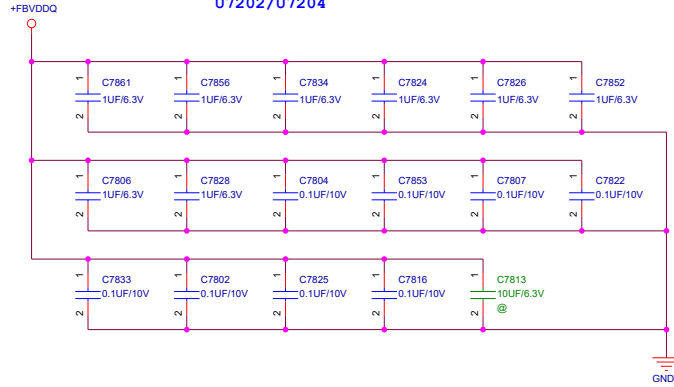 U7202/U7204
+FBVDDQ
1 C7861 1 C7856 1 C7834 1 C7824 1 C7826 1 C7852
1UF/6.3V 1UF/6.3V 1UF/6.3V 1UF/6.3V 1UF/6.3V 1UF/6.3V
2 2 2 2 2 2
1 C7806 1 C7828 1 C7804 1 C7853 1 C7807 1 C7822
1UF/6.3V 1UF/6.3V 0.1UF/10V 0.1UF/10V 0.1UF/10V 0.1UF/10V
2 2 2 2 2 2
1 C7833 1 C7802 1 C7825 1 C7816 1 C7813
0.1UF/10V 0.1UF/10V 0.1UF/10V 0.1UF/10V 10UF/6.3V
2 2 2 2 2 @
GND